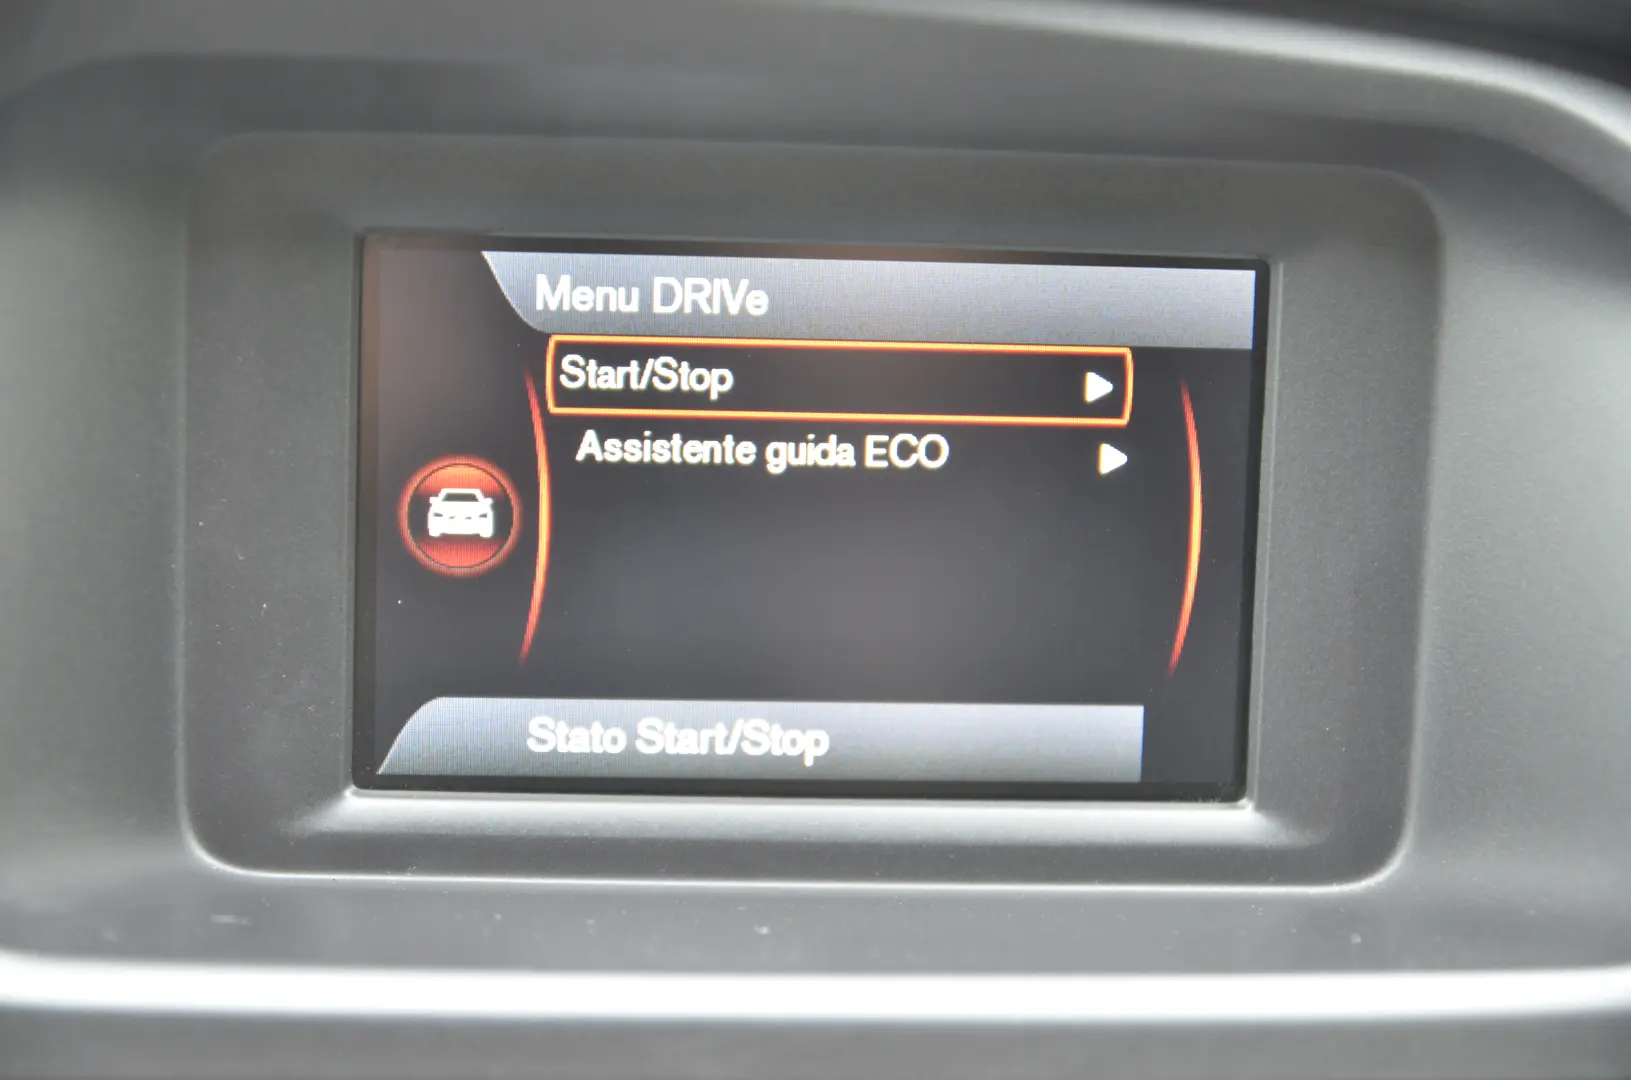 Menu DRIVe
Start/Stop
Assistente guida ECO
Stato Start/Stop